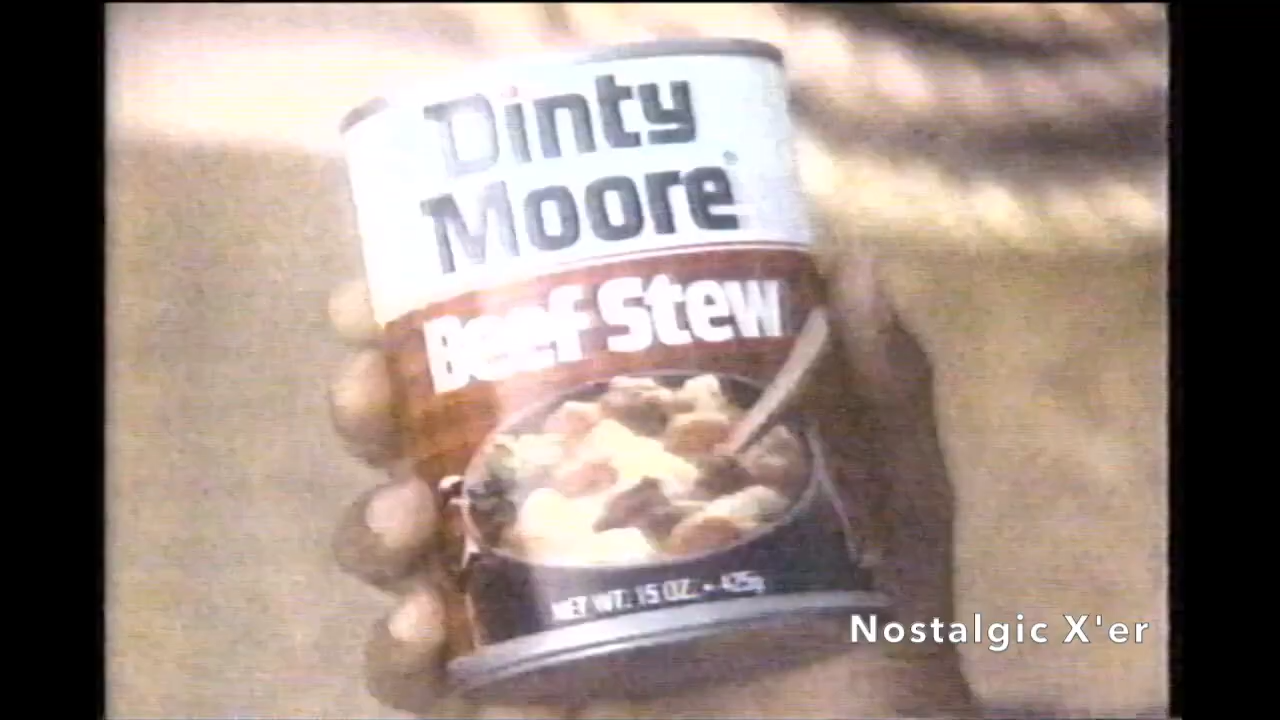 Dinty
Moore®
Beef Stew
NET WT. 15 OZ. • 425g
Nostalgic X'er